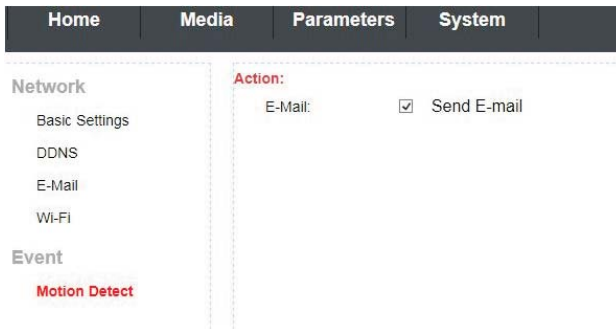 Home Media Parameters System
Network
Basic Settings
DDNS
E-Mail
Wi-Fi
Event
Motion Detect
Action:
E-Mail: Send E-mail